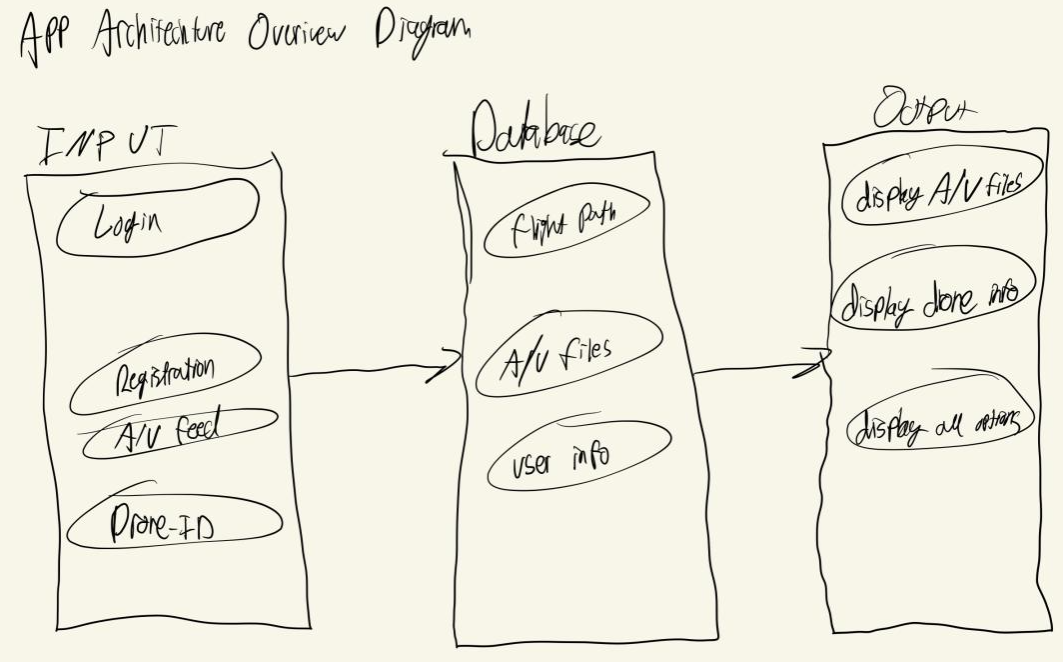 App Architechture Overview Diagram
INPUT
Login
Registration
A/V feed
Drone-ID
Database
flight path
A/V files
user info
Output
display A/V files
display drone info
display all options